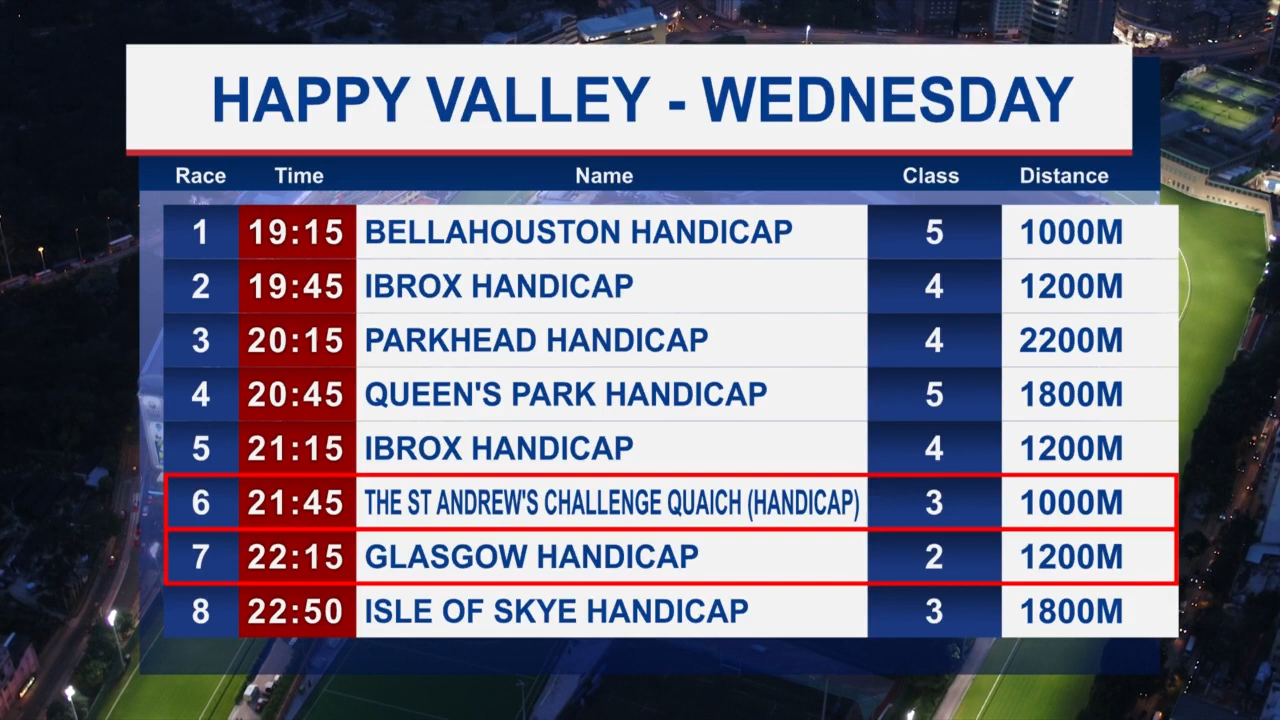 HAPPY VALLEY - WEDNESDAY
Race Time Name Class Distance
1 19:15 BELLAHOUSTON HANDICAP 5 1000M
2 19:45 IBROX HANDICAP 4 1200M
3 20:15 PARKHEAD HANDICAP 4 2200M
4 20:45 QUEEN'S PARK HANDICAP 5 1800M
5 21:15 IBROX HANDICAP 4 1200M
6 21:45 THE ST ANDREW'S CHALLENGE QUAICH (HANDICAP) 3 1000M
7 22:15 GLASGOW HANDICAP 2 1200M
8 22:50 ISLE OF SKYE HANDICAP 3 1800M